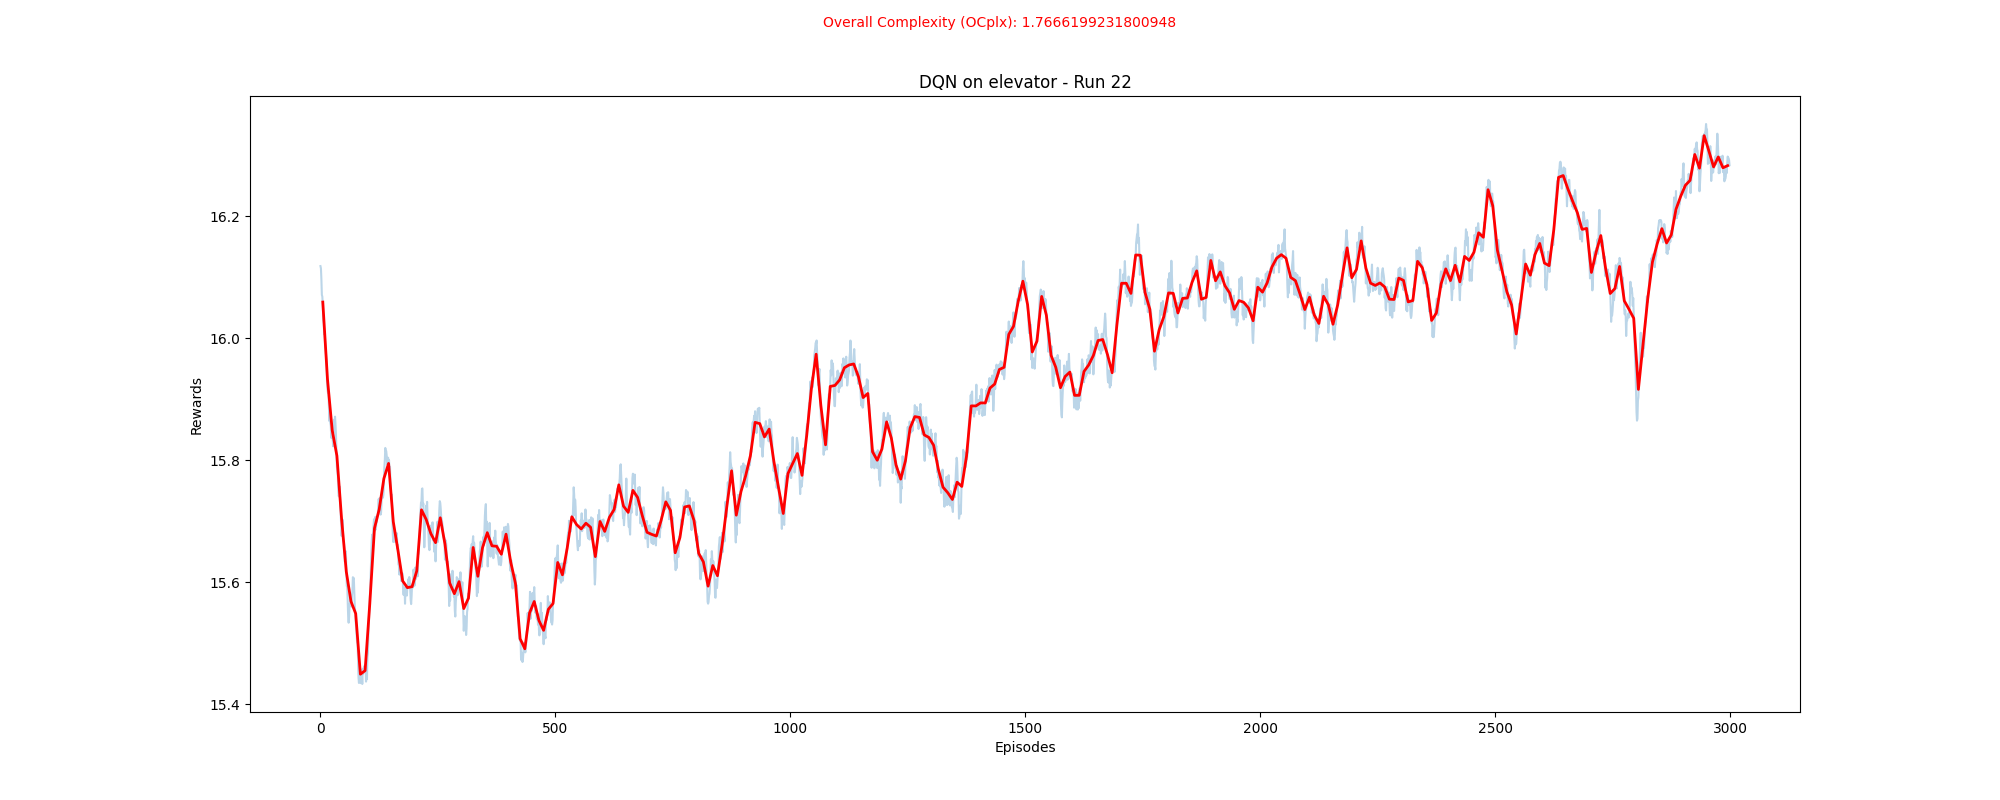 Overall Complexity (OCplx): 1.7666199231800948
DQN on elevator - Run 22
Rewards
16.2
16.0
15.8
15.6
15.4
0 500 1000 1500 2000 2500 3000
Episodes